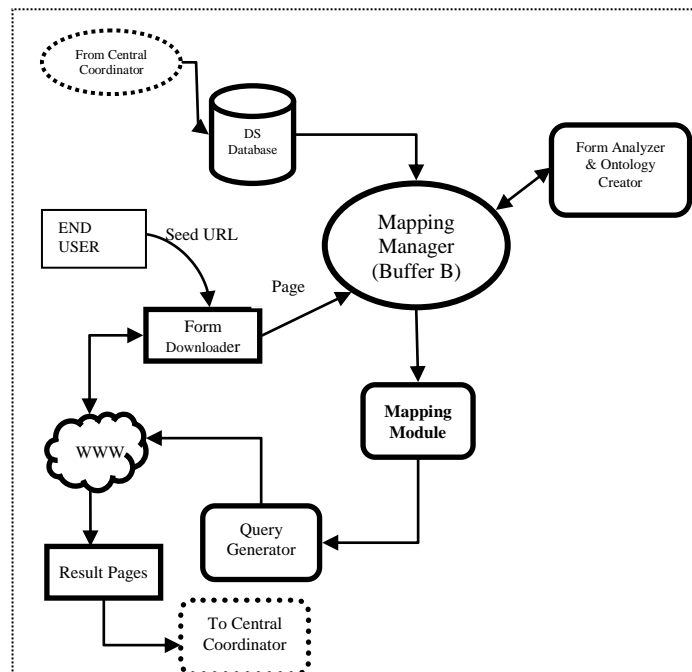 From Central
Coordinator
DS
Database
Form Analyzer
& Ontology
Creator
Mapping
Manager
(Buffer B)
END
USER
Seed URL
Page
Form
Downloader
Mapping
Module
WWW
Query
Generator
Result Pages
To Central
Coordinator